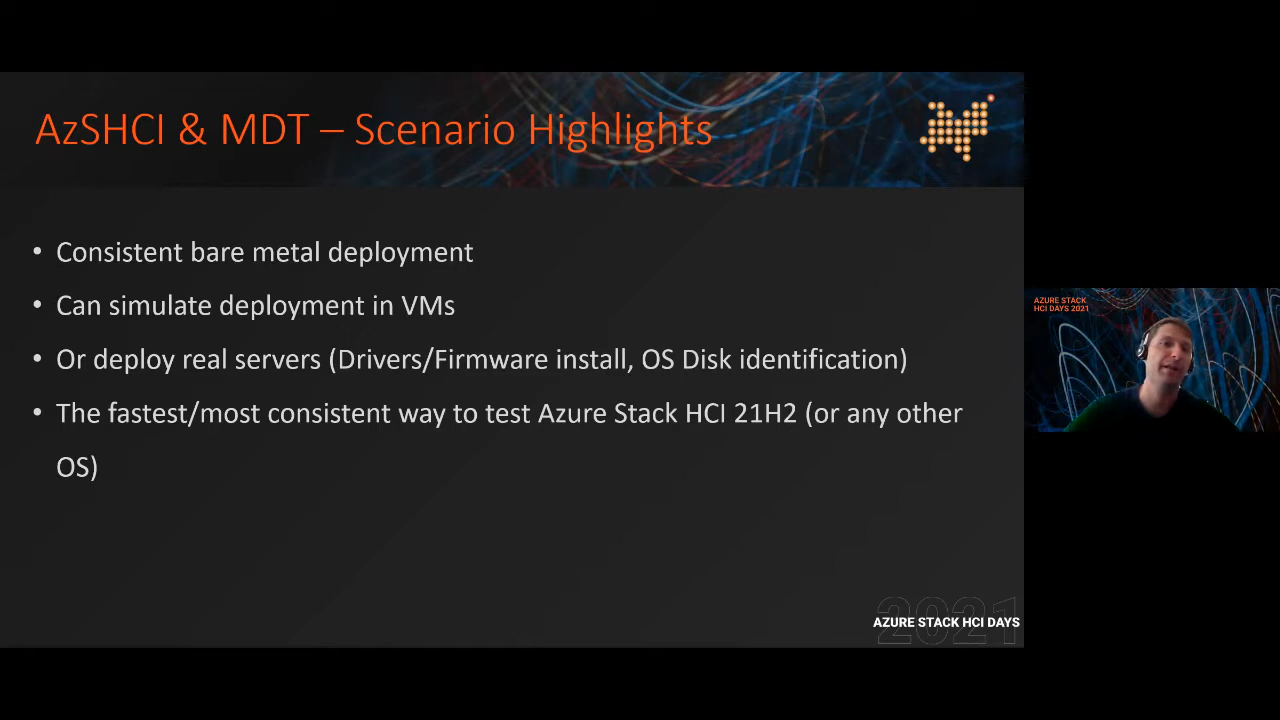 AzSHCI & MDT – Scenario Highlights
• Consistent bare metal deployment
• Can simulate deployment in VMs
• Or deploy real servers (Drivers/Firmware install, OS Disk identification)
• The fastest/most consistent way to test Azure Stack HCI 21H2 (or any other
OS)
2021
AZURE STACK HCI DAYS
AZURE STACK
HCI DAYS 2021